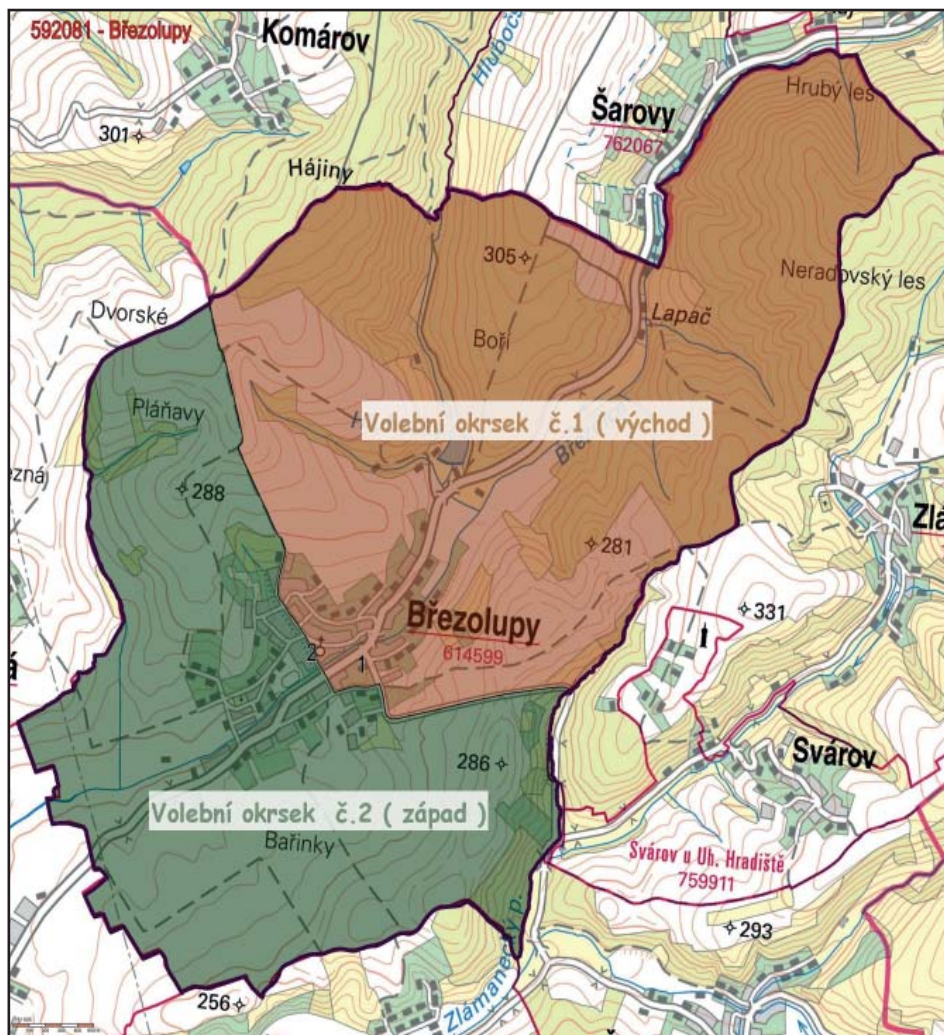 592081 - Březolupy
Komárov
Šarovy
762067
Hrubý les
301
Hájiny
305
Neradovský les
Dvorské
Lapač
Boří
Pláňavy
Volební okrsek č.1 ( východ )
288
281
331
Březolupy
614599
2
1
286
Svárov
Volební okrsek č.2 ( západ )
Bařinky
Svárov u Uh. Hradiště
759911
293
Zlámanecký p.
256